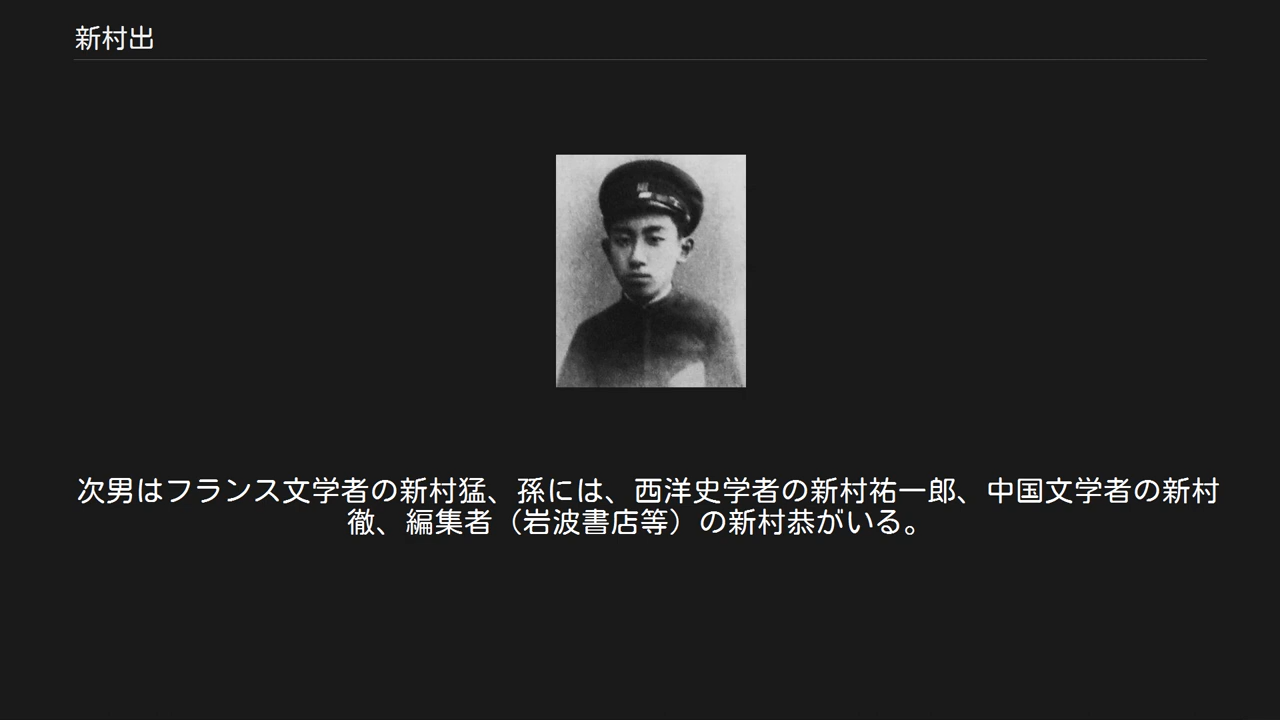 新村出
次男はフランス文学者の新村猛、孫には、西洋史学者の新村祐一郎、中国文学者の新村
徹、編集者（岩波書店等）の新村恭がいる。